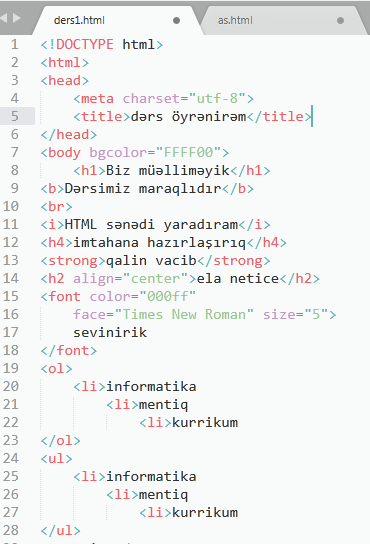 ders1.html
as.html
1 <!DOCTYPE html>
2 <html>
3 <head>
4 <meta charset="utf-8">
5 <title>dərs öyrənirəm</title>
6 </head>
7 <body bgcolor="FFFF00">
8 <h1>Biz müəlliməyik</h1>
9 <b>Dərsimiz maraqlıdır</b>
10 <br>
11 <i>HTML sənədi yaradıram</i>
12 <h4>imtahana hazırlaşırıq</h4>
13 <strong>qalin vacib</strong>
14 <h2 align="center">ela netice</h2>
15 <font color="000ff"
16 face="Times New Roman" size="5">
17 sevinirik
18 </font>
19 <ol>
20 <li>informatika
21 <li>mentiq
22 <li>kurrikum
23 </ol>
24 <ul>
25 <li>informatika
26 <li>mentiq
27 <li>kurrikum
28 </ul>